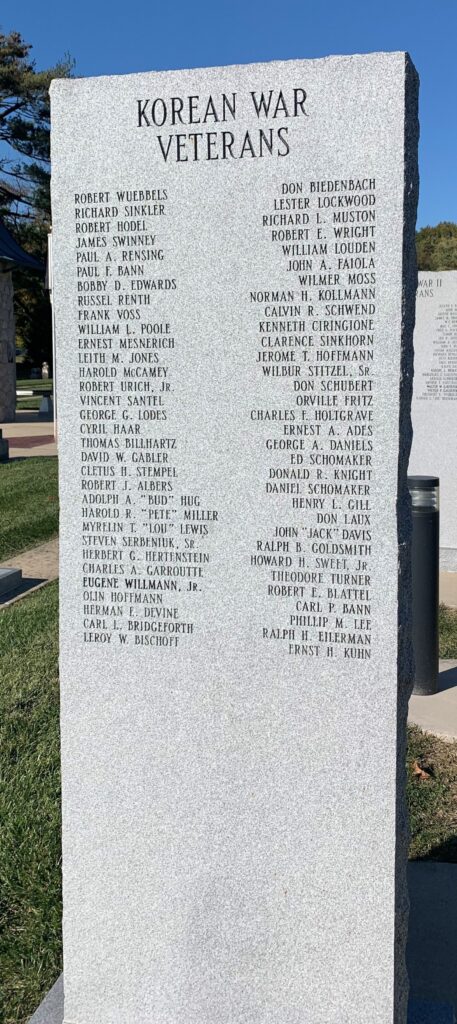 KOREAN WAR
VETERANS
ROBERT WUEBBELS
RICHARD SINKLER
ROBERT HODEL
JAMES SWINNEY
PAUL A. RENSING
PAUL F. BANN
BOBBY D. EDWARDS
RUSSEL RENTH
FRANK VOSS
WILLIAM L. POOLE
ERNEST MESNERICH
LEITH M. JONES
HAROLD MCCAMEY
ROBERT URICH, JR.
VINCENT SANTEL
GEORGE G. LODES
CYRIL HAAR
THOMAS BILLHARTZ
DAVID W. GABLER
CLETUS H. STEMPEL
ROBERT J. ALBERS
ADOLPH A. "BUD" HUG
HAROLD R. "PETE" MILLER
MYRELIN T. "LOU" LEWIS
STEVEN SERBENIUK, SR.
HERBERT G. HERTENSTEIN
CHARLES A. GARROUTTE
EUGENE WILLMANN, JR.
OLIN HOFFMANN
HERMAN E. DEVINE
CARL L. BRIDGEFORTH
LEROY W. BISCHOFF
DON BIEDENBACH
LESTER LOCKWOOD
RICHARD L. MUSTON
ROBERT E. WRIGHT
WILLIAM LOUDEN
JOHN A. FAIOLA
WILMER MOSS
NORMAN H. KOLLMANN
CALVIN R. SCHWEND
KENNETH CIRINGIONE
CLARENCE SINKHORN
JEROME T. HOFFMANN
WILBUR STITZEL, SR.
DON SCHUBERT
ORVILLE FRITZ
CHARLES F. HOLTGRAVE
ERNEST A. ADES
GEORGE A. DANIELS
ED SCHOMAKER
DONALD R. KNIGHT
DANIEL SCHOMAKER
HENRY L. GILL
DON LAUX
JOHN "JACK" DAVIS
RALPH B. GOLDSMITH
HOWARD H. SWEET, JR.
THEODORE TURNER
ROBERT E. BLATTEL
CARL P. BANN
PHILLIP M. LEE
RALPH H. EILERMAN
ERNST H. KUHN
WAR II